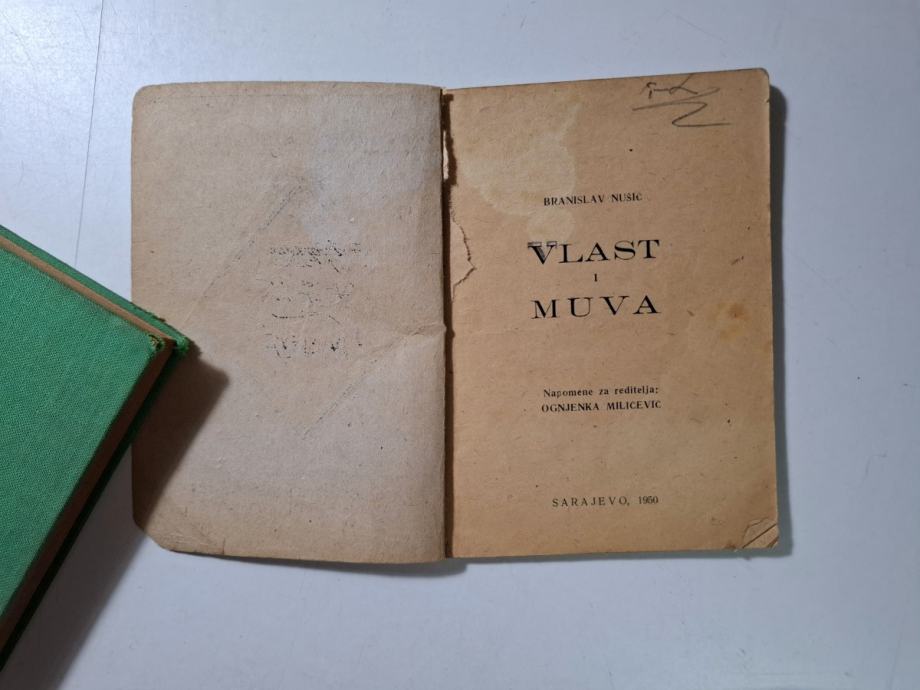 BRANISLAV NUŠIĆ
VLAST
I
MUVA
Napomene za reditelja:
OGNJENKA MILIĆEVIĆ
SARAJEVO, 1950